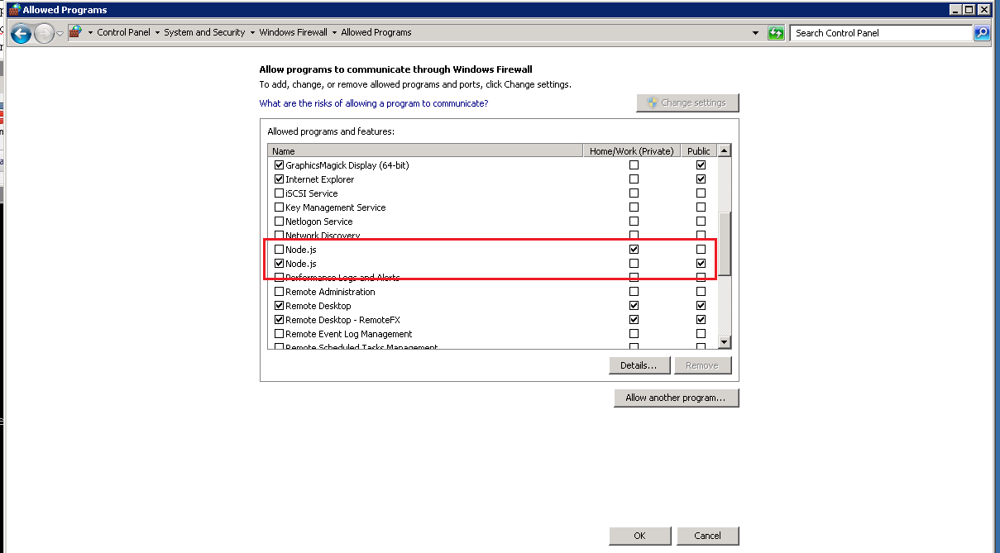 Allowed Programs
Control Panel System and Security Windows Firewall Allowed Programs Search Control Panel
Allow programs to communicate through Windows Firewall
To add, change, or remove allowed programs and ports, click Change settings.
What are the risks of allowing a program to communicate? Change settings
Allowed programs and features:
Name Home/Work (Private) Public
GraphicsMagick Display (64-bit)
Internet Explorer
iSCSI Service
Key Management Service
Netlogon Service
Network Discovery
Node.js
Node.js
Performance Logs and Alerts
Remote Administration
Remote Desktop
Remote Desktop - RemoteFX
Remote Event Log Management
Remote Scheduled Tasks Management
Details... Remove
Allow another program...
OK Cancel